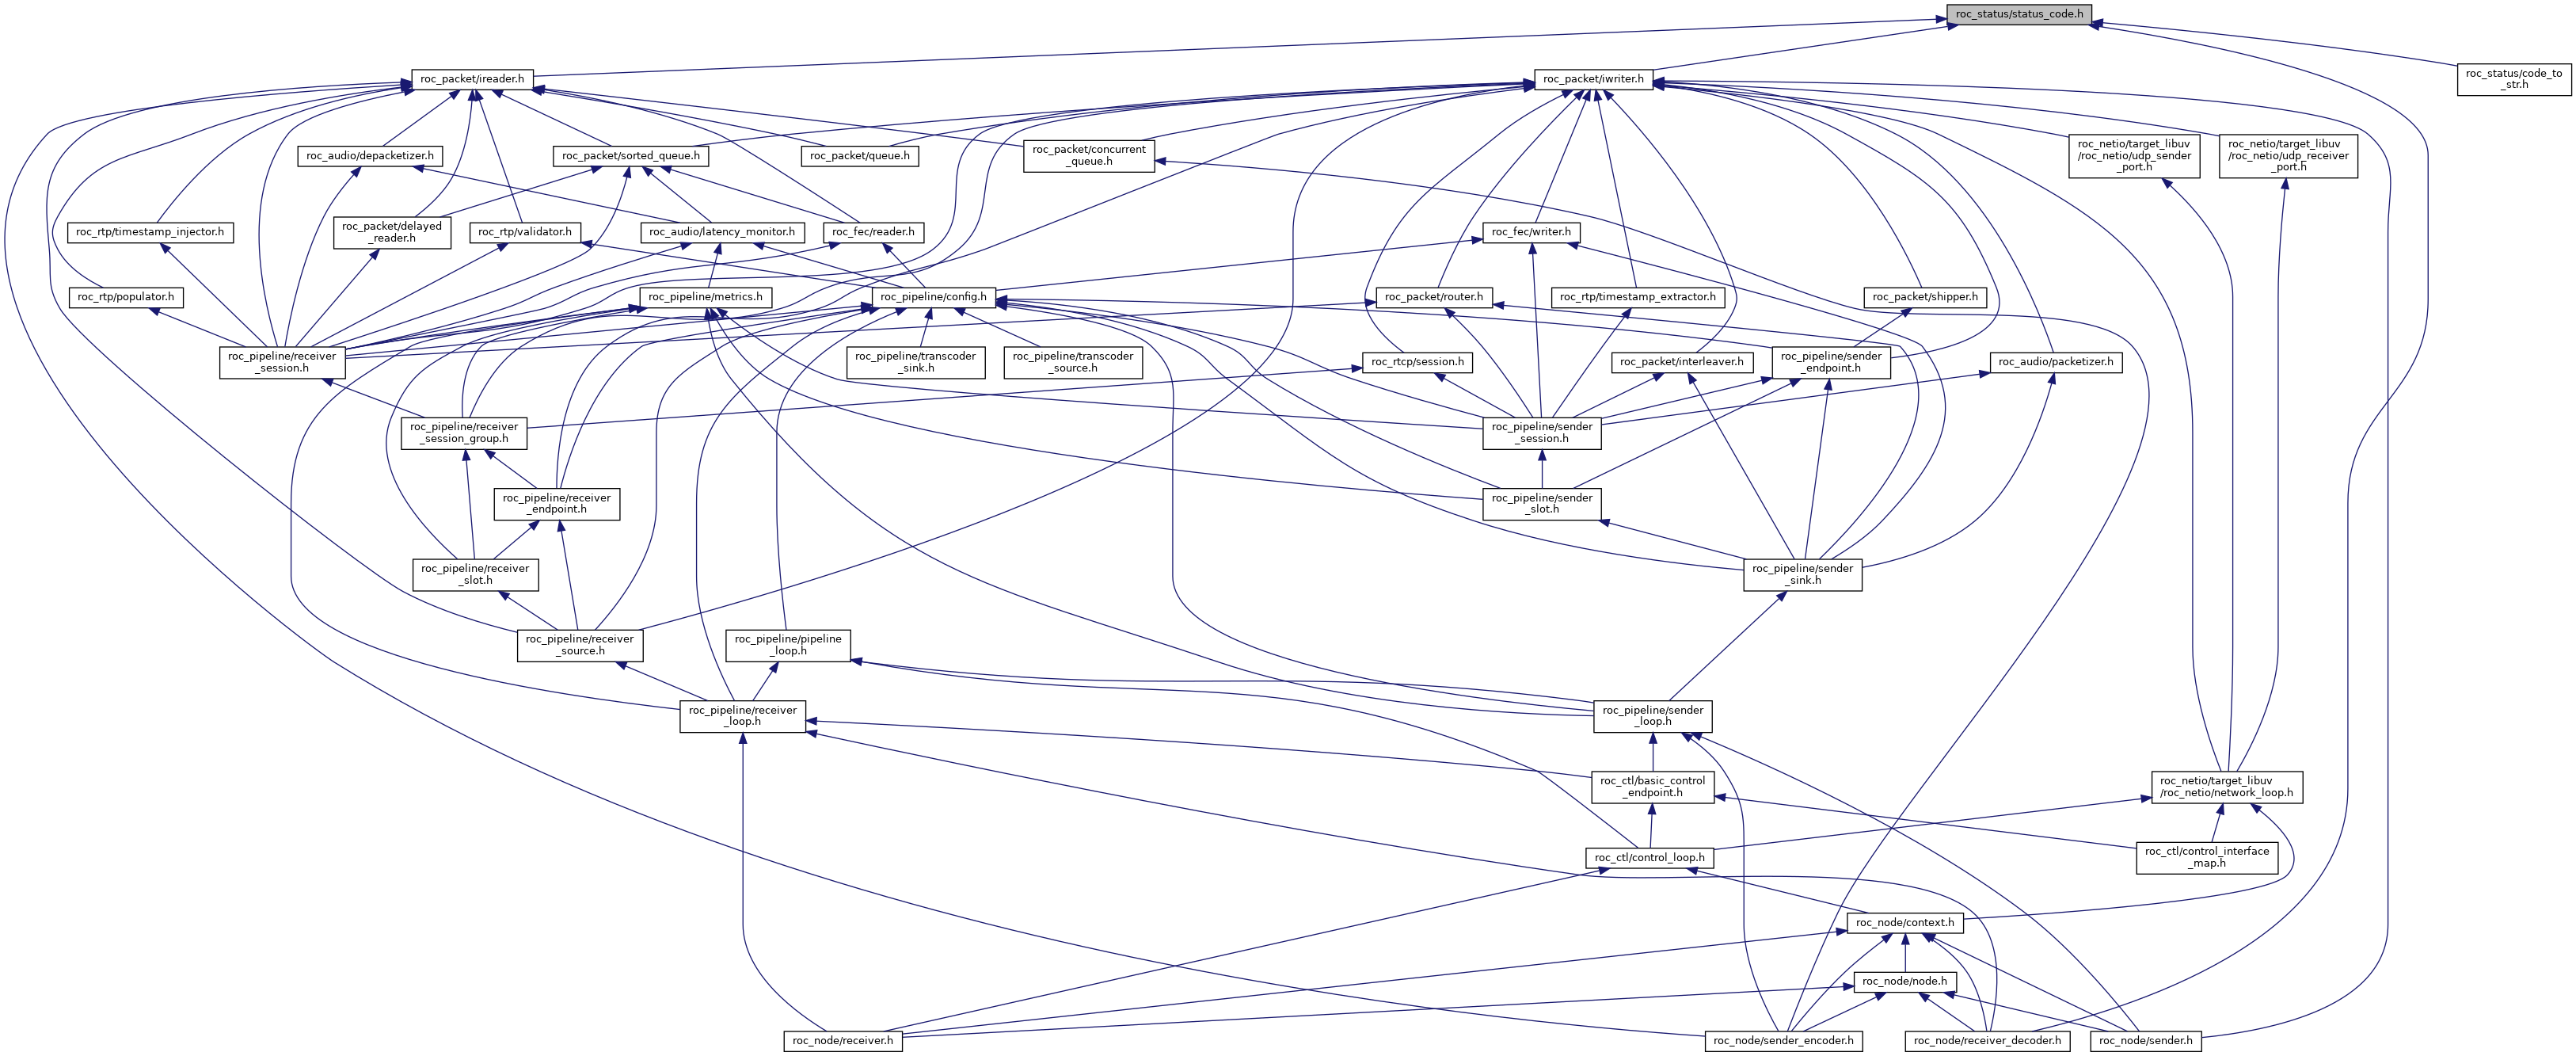 roc_status/status_code.h
roc_packet/ireader.h
roc_packet/iwriter.h
roc_status/code_to
_str.h
roc_audio/depacketizer.h
roc_packet/sorted_queue.h
roc_packet/queue.h
roc_packet/concurrent
_queue.h
roc_netio/target_libuv
/roc_netio/udp_sender
_port.h
roc_netio/target_libuv
/roc_netio/udp_receiver
_port.h
roc_rtp/timestamp_injector.h
roc_packet/delayed
_reader.h
roc_rtp/validator.h
roc_audio/latency_monitor.h
roc_fec/reader.h
roc_fec/writer.h
roc_rtp/populator.h
roc_pipeline/metrics.h
roc_pipeline/config.h
roc_packet/router.h
roc_rtp/timestamp_extractor.h
roc_packet/shipper.h
roc_pipeline/receiver
_session.h
roc_pipeline/transcoder
_sink.h
roc_pipeline/transcoder
_source.h
roc_rtcp/session.h
roc_packet/interleaver.h
roc_pipeline/sender
_endpoint.h
roc_audio/packetizer.h
roc_pipeline/receiver
_session_group.h
roc_pipeline/sender
_session.h
roc_pipeline/receiver
_endpoint.h
roc_pipeline/sender
_slot.h
roc_pipeline/receiver
_slot.h
roc_pipeline/sender
_sink.h
roc_pipeline/receiver
_source.h
roc_pipeline/pipeline
_loop.h
roc_pipeline/receiver
_loop.h
roc_pipeline/sender
_loop.h
roc_ctl/basic_control
_endpoint.h
roc_netio/target_libuv
/roc_netio/network_loop.h
roc_ctl/control_loop.h
roc_ctl/control_interface
_map.h
roc_node/context.h
roc_node/node.h
roc_node/receiver.h
roc_node/sender_encoder.h
roc_node/receiver_decoder.h
roc_node/sender.h